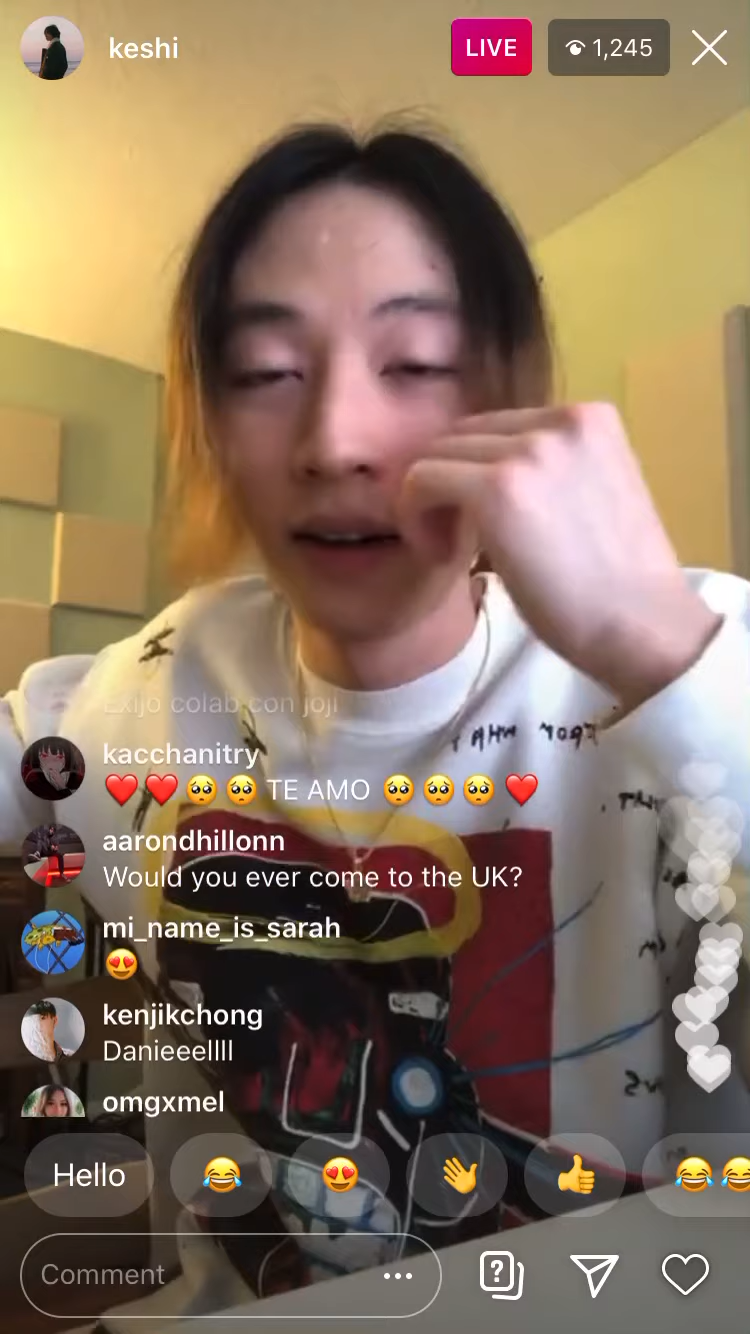 keshi
LIVE
1,245
Exijo colab con joji
kacchanitry
❤️❤️🥺🥺 TE AMO 🥺🥺🥺❤️
aarondhillonn
Would you ever come to the UK?
mi_name_is_sarah
😍
kenjikchong
Danieeellll
omgxmel
Hello
Comment